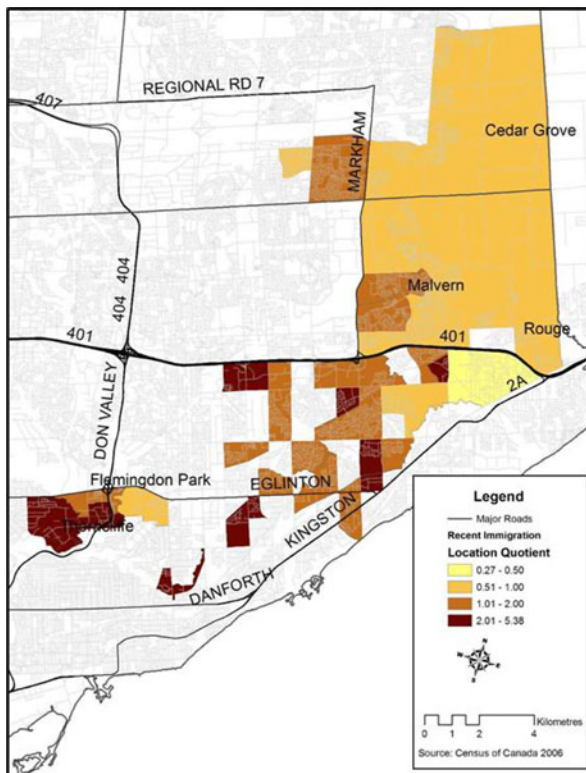 REGIONAL RD 7
407
MARKHAM
Cedar Grove
404
404
Malvern
Rouge
401
401
2A
DON VALLEY
Flemingdon Park
EGLINTON
Thorncliffe
KINGSTON
DANFORTH
Legend
Major Roads
Recent Immigration
Location Quotient
0.27 - 0.50
0.51 - 1.00
1.01 - 2.00
2.01 - 5.38
N
W
E
S
Kilometres
0 1 2 4
Source: Census of Canada 2006